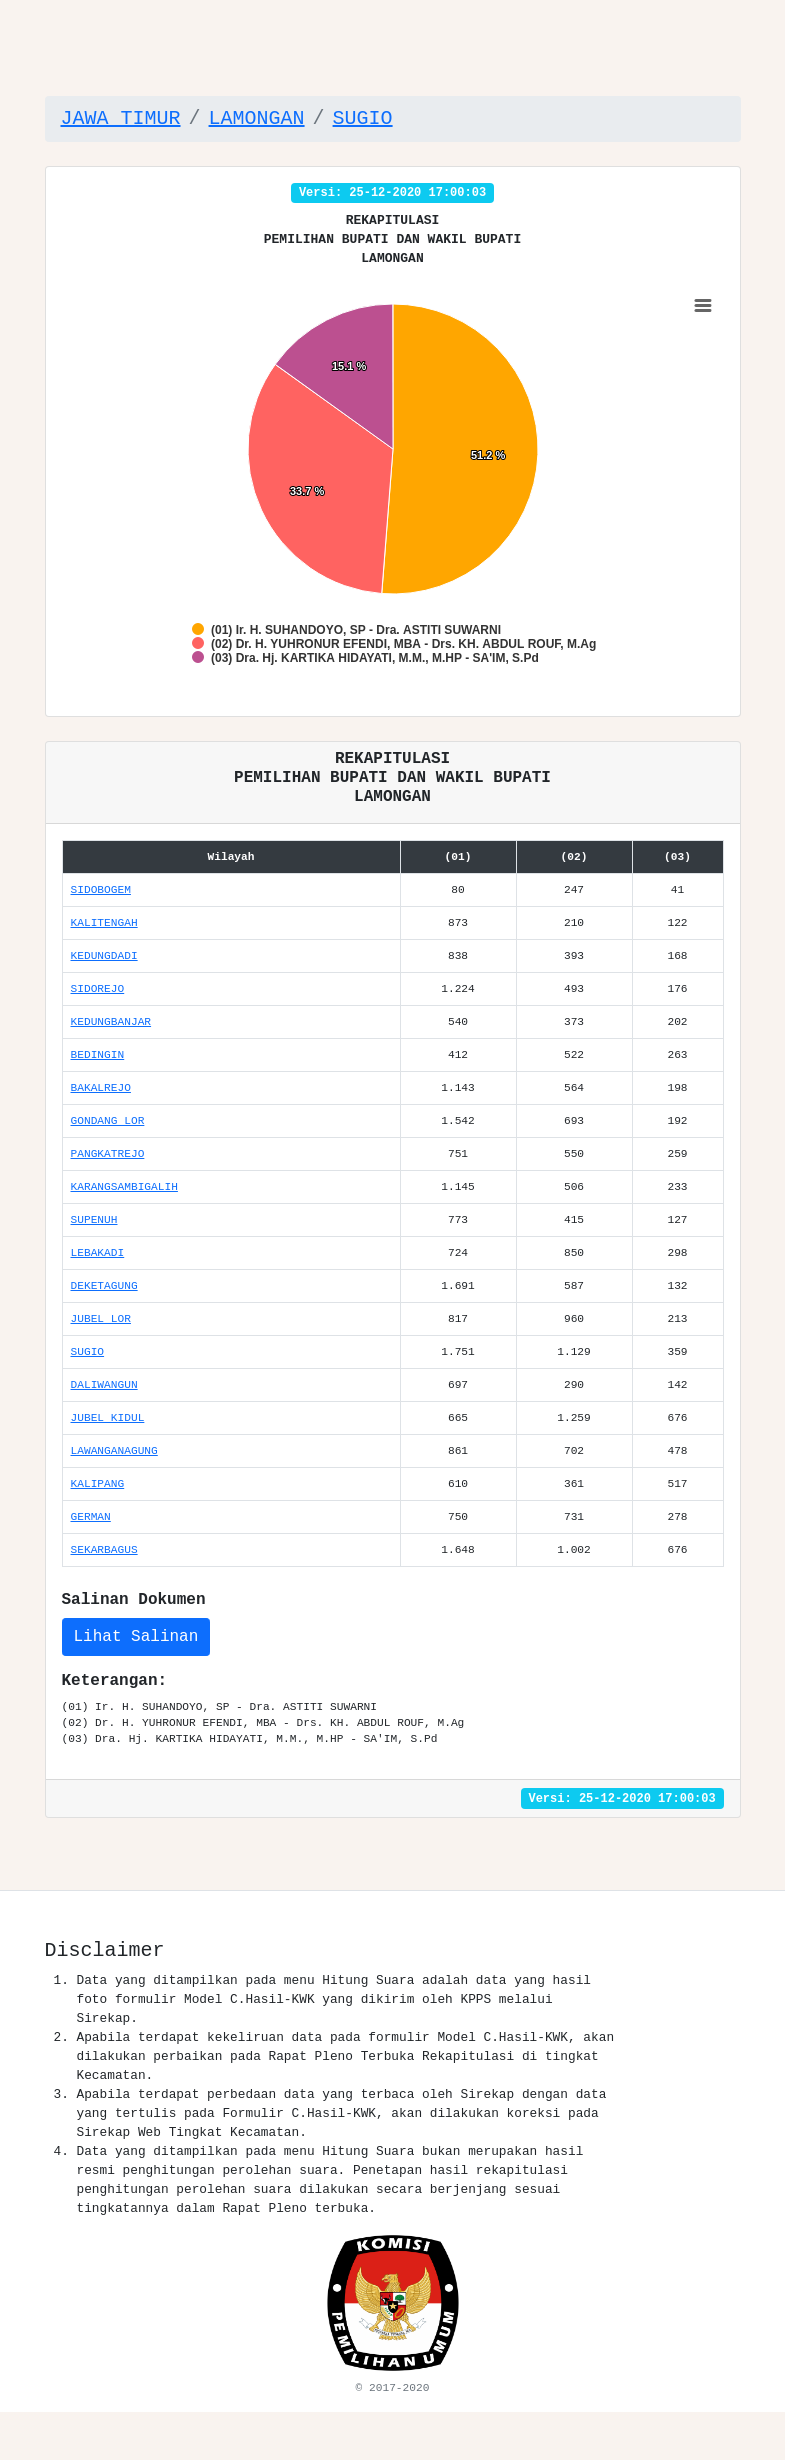 JAWA TIMUR / LAMONGAN / SUGIO
Versi: 25-12-2020 17:00:03
REKAPITULASI
PEMILIHAN BUPATI DAN WAKIL BUPATI
LAMONGAN
15.1 %
51.2 %
33.7 %
(01) Ir. H. SUHANDOYO, SP - Dra. ASTITI SUWARNI
(02) Dr. H. YUHRONUR EFENDI, MBA - Drs. KH. ABDUL ROUF, M.Ag
(03) Dra. Hj. KARTIKA HIDAYATI, M.M., M.HP - SA'IM, S.Pd
REKAPITULASI
PEMILIHAN BUPATI DAN WAKIL BUPATI
LAMONGAN
Wilayah (01) (02) (03)
SIDOBOGEM 80 247 41
KALITENGAH 873 210 122
KEDUNGDADI 838 393 168
SIDOREJO 1.224 493 176
KEDUNGBANJAR 540 373 202
BEDINGIN 412 522 263
BAKALREJO 1.143 564 198
GONDANG LOR 1.542 693 192
PANGKATREJO 751 550 259
KARANGSAMBIGALIH 1.145 506 233
SUPENUH 773 415 127
LEBAKADI 724 850 298
DEKETAGUNG 1.691 587 132
JUBEL LOR 817 960 213
SUGIO 1.751 1.129 359
DALIWANGUN 697 290 142
JUBEL KIDUL 665 1.259 676
LAWANGANAGUNG 861 702 478
KALIPANG 610 361 517
GERMAN 750 731 278
SEKARBAGUS 1.648 1.002 676
Salinan Dokumen
Lihat Salinan
Keterangan:
(01) Ir. H. SUHANDOYO, SP - Dra. ASTITI SUWARNI
(02) Dr. H. YUHRONUR EFENDI, MBA - Drs. KH. ABDUL ROUF, M.Ag
(03) Dra. Hj. KARTIKA HIDAYATI, M.M., M.HP - SA'IM, S.Pd
Versi: 25-12-2020 17:00:03
Disclaimer
1. Data yang ditampilkan pada menu Hitung Suara adalah data yang hasil
foto formulir Model C.Hasil-KWK yang dikirim oleh KPPS melalui
Sirekap.
2. Apabila terdapat kekeliruan data pada formulir Model C.Hasil-KWK, akan
dilakukan perbaikan pada Rapat Pleno Terbuka Rekapitulasi di tingkat
Kecamatan.
3. Apabila terdapat perbedaan data yang terbaca oleh Sirekap dengan data
yang tertulis pada Formulir C.Hasil-KWK, akan dilakukan koreksi pada
Sirekap Web Tingkat Kecamatan.
4. Data yang ditampilkan pada menu Hitung Suara bukan merupakan hasil
resmi penghitungan perolehan suara. Penetapan hasil rekapitulasi
penghitungan perolehan suara dilakukan secara berjenjang sesuai
tingkatannya dalam Rapat Pleno terbuka.
KOMISI
PEMILIHAN UMUM
© 2017-2020